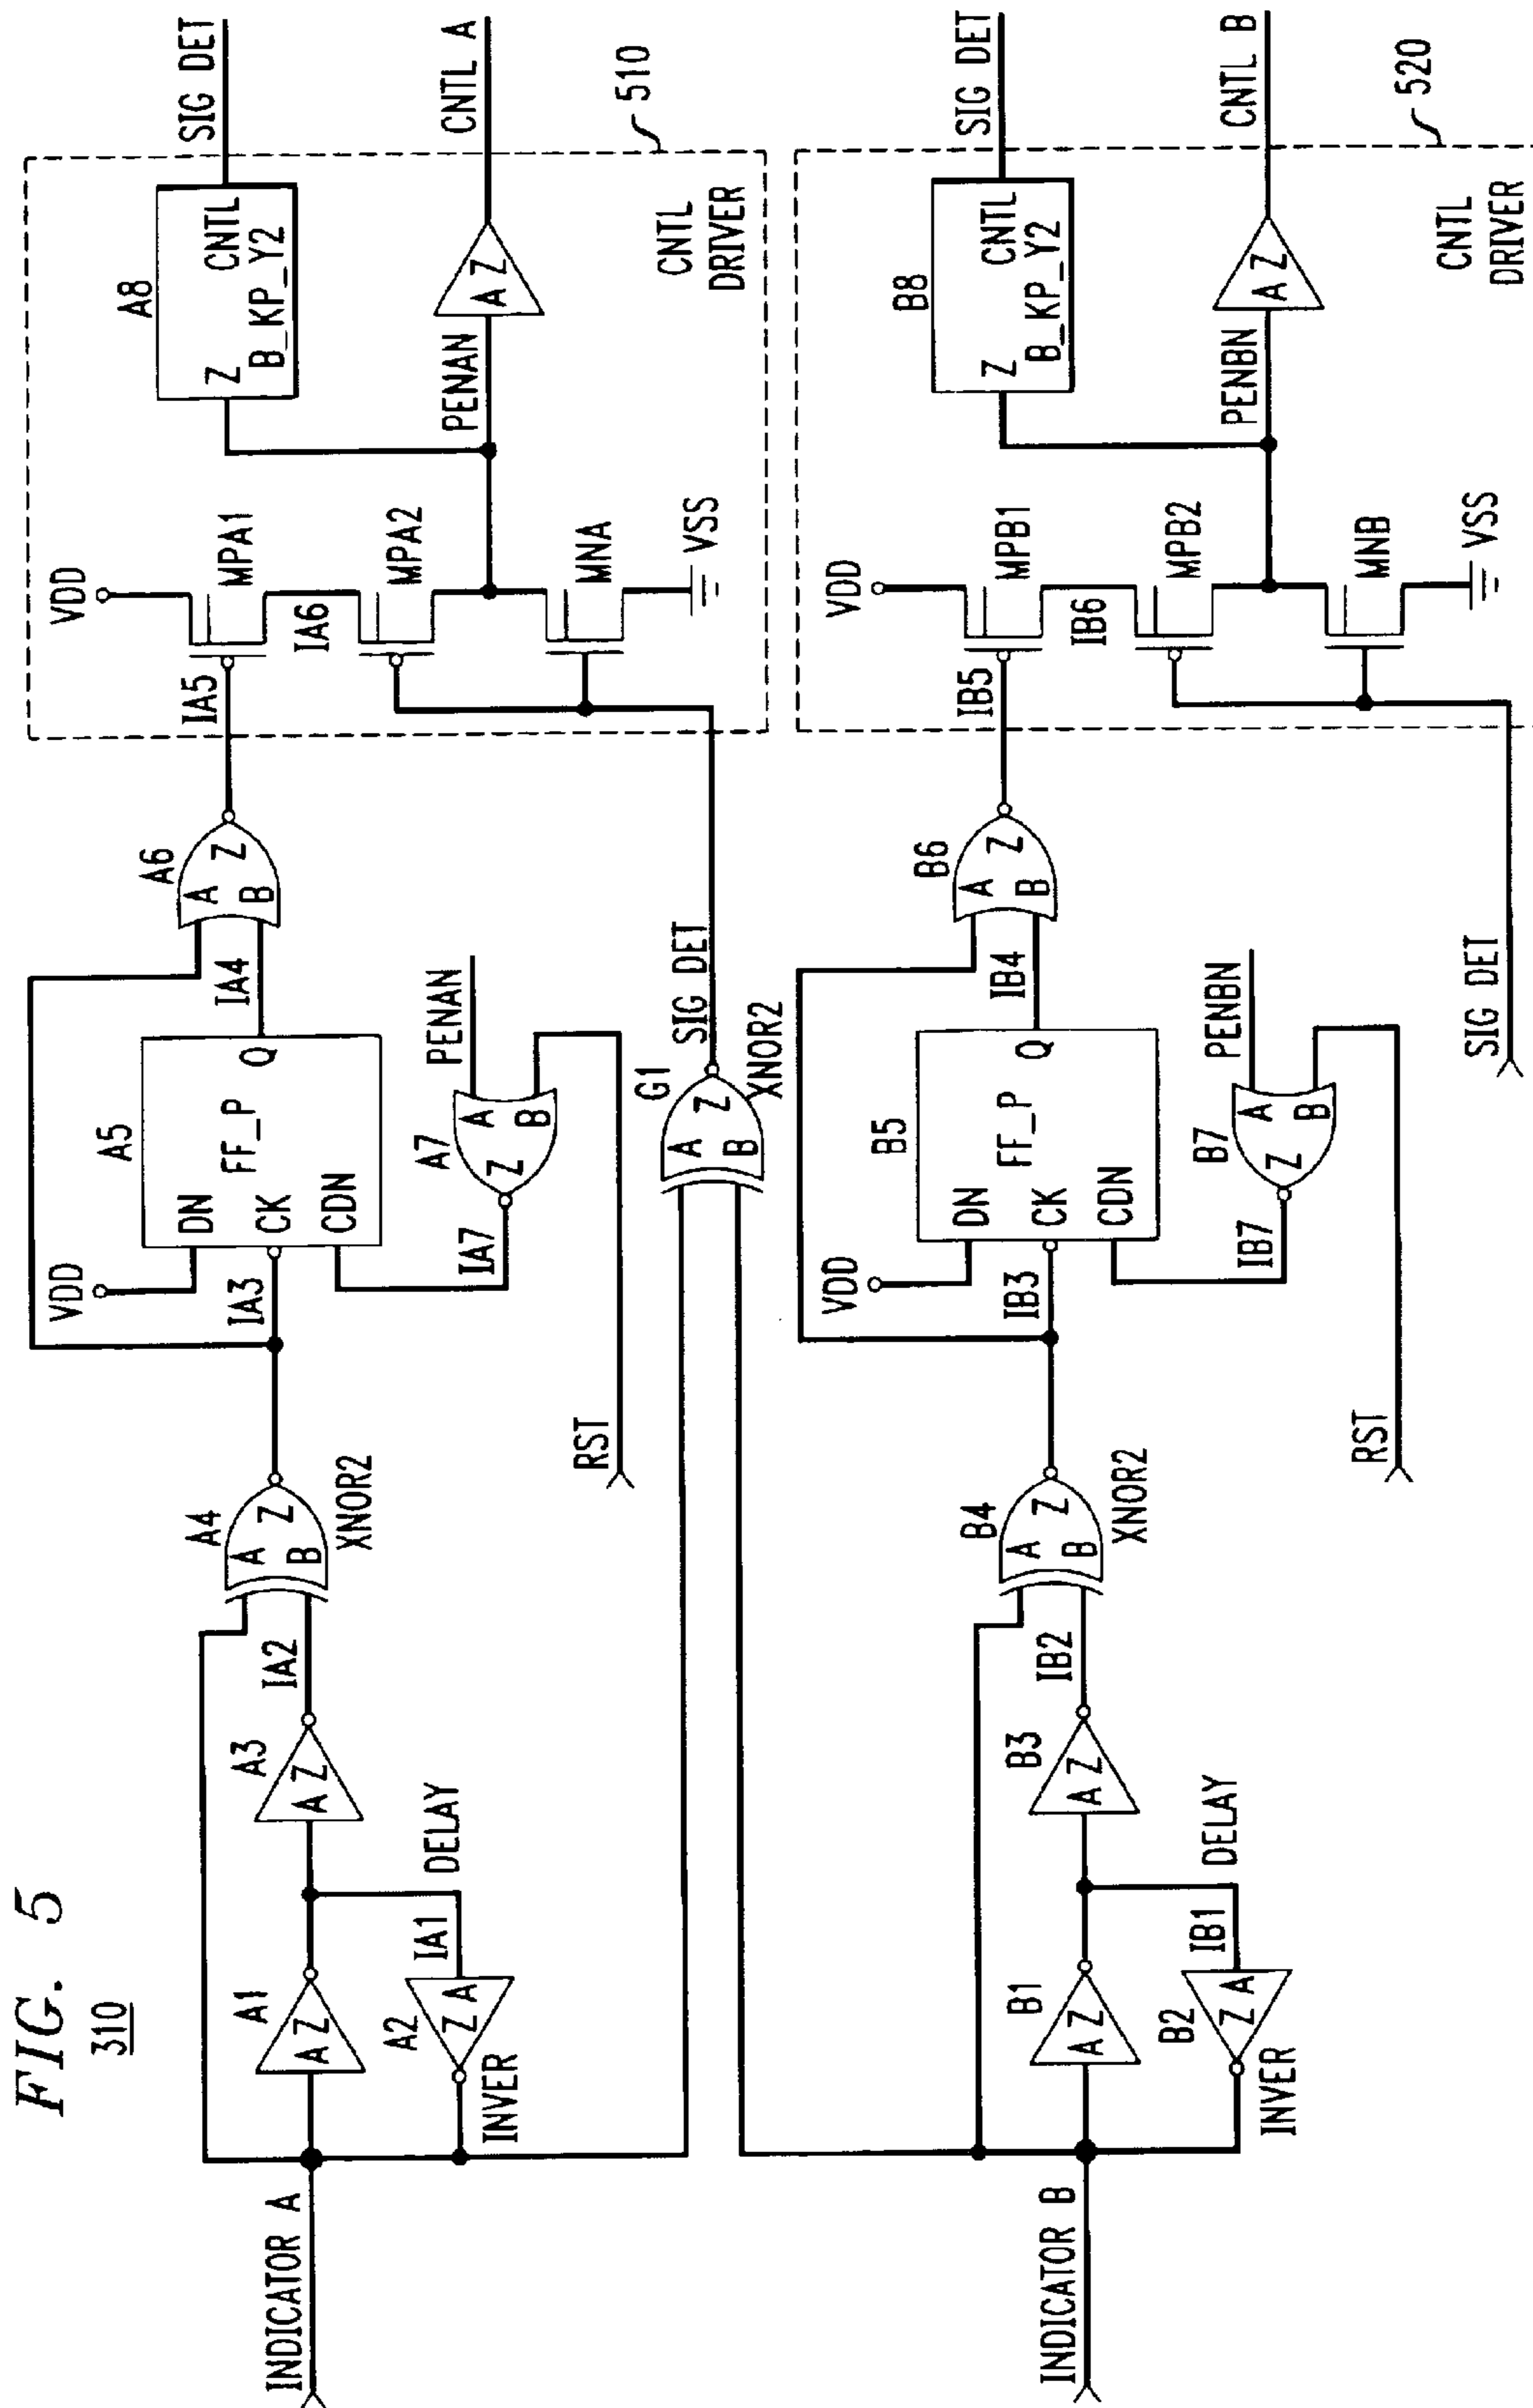 FIG. 5
310
INDICATOR A
A1
A Z
A2
Z A
INVER
IA1
DELAY
A3
A Z
IA2
A4
A
B
Z
XNOR2
IA3
VDD
A5
DN
CK
CDN
FF_P
Q
IA4
A6
A
B
Z
IA5
IA7
A7
A
B
Z
PENAN
RST
G1
A
B
Z
XNOR2
SIG DET
VDD
MPA1
IA6
MPA2
MNA
VSS
A8
Z
CNTL
B_KP_Y2
PENAN
A Z
CNTL
DRIVER
SIG DET
CNTL A
510
INDICATOR B
B1
A Z
B2
Z A
INVER
IB1
DELAY
B3
A Z
IB2
B4
A
B
Z
XNOR2
IB3
VDD
B5
DN
CK
CDN
FF_P
Q
IB4
B6
A
B
Z
IB5
IB7
B7
A
B
Z
PENBN
RST
SIG DET
VDD
MPB1
IB6
MPB2
MNB
VSS
B8
Z
CNTL
B_KP_Y2
PENBN
A Z
CNTL
DRIVER
SIG DET
CNTL B
520